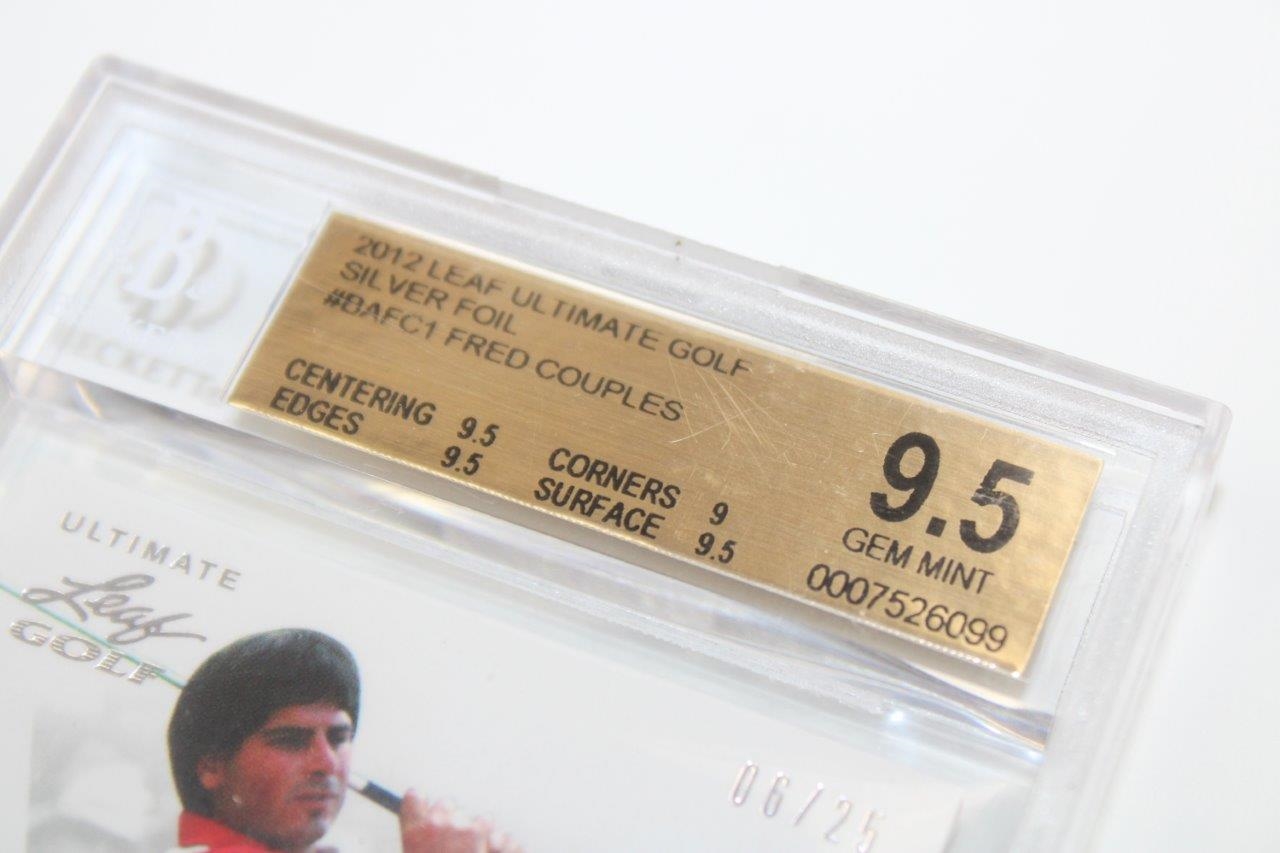 2012 LEAF ULTIMATE GOLF
SILVER FOIL
#BAFC1 FRED COUPLES
CENTERING 9.5
EDGES 9.5
CORNERS 9
SURFACE 9.5
9.5
GEM MINT
0007526099
B
BECKETT
ULTIMATE
Leaf
GOLF
06/25